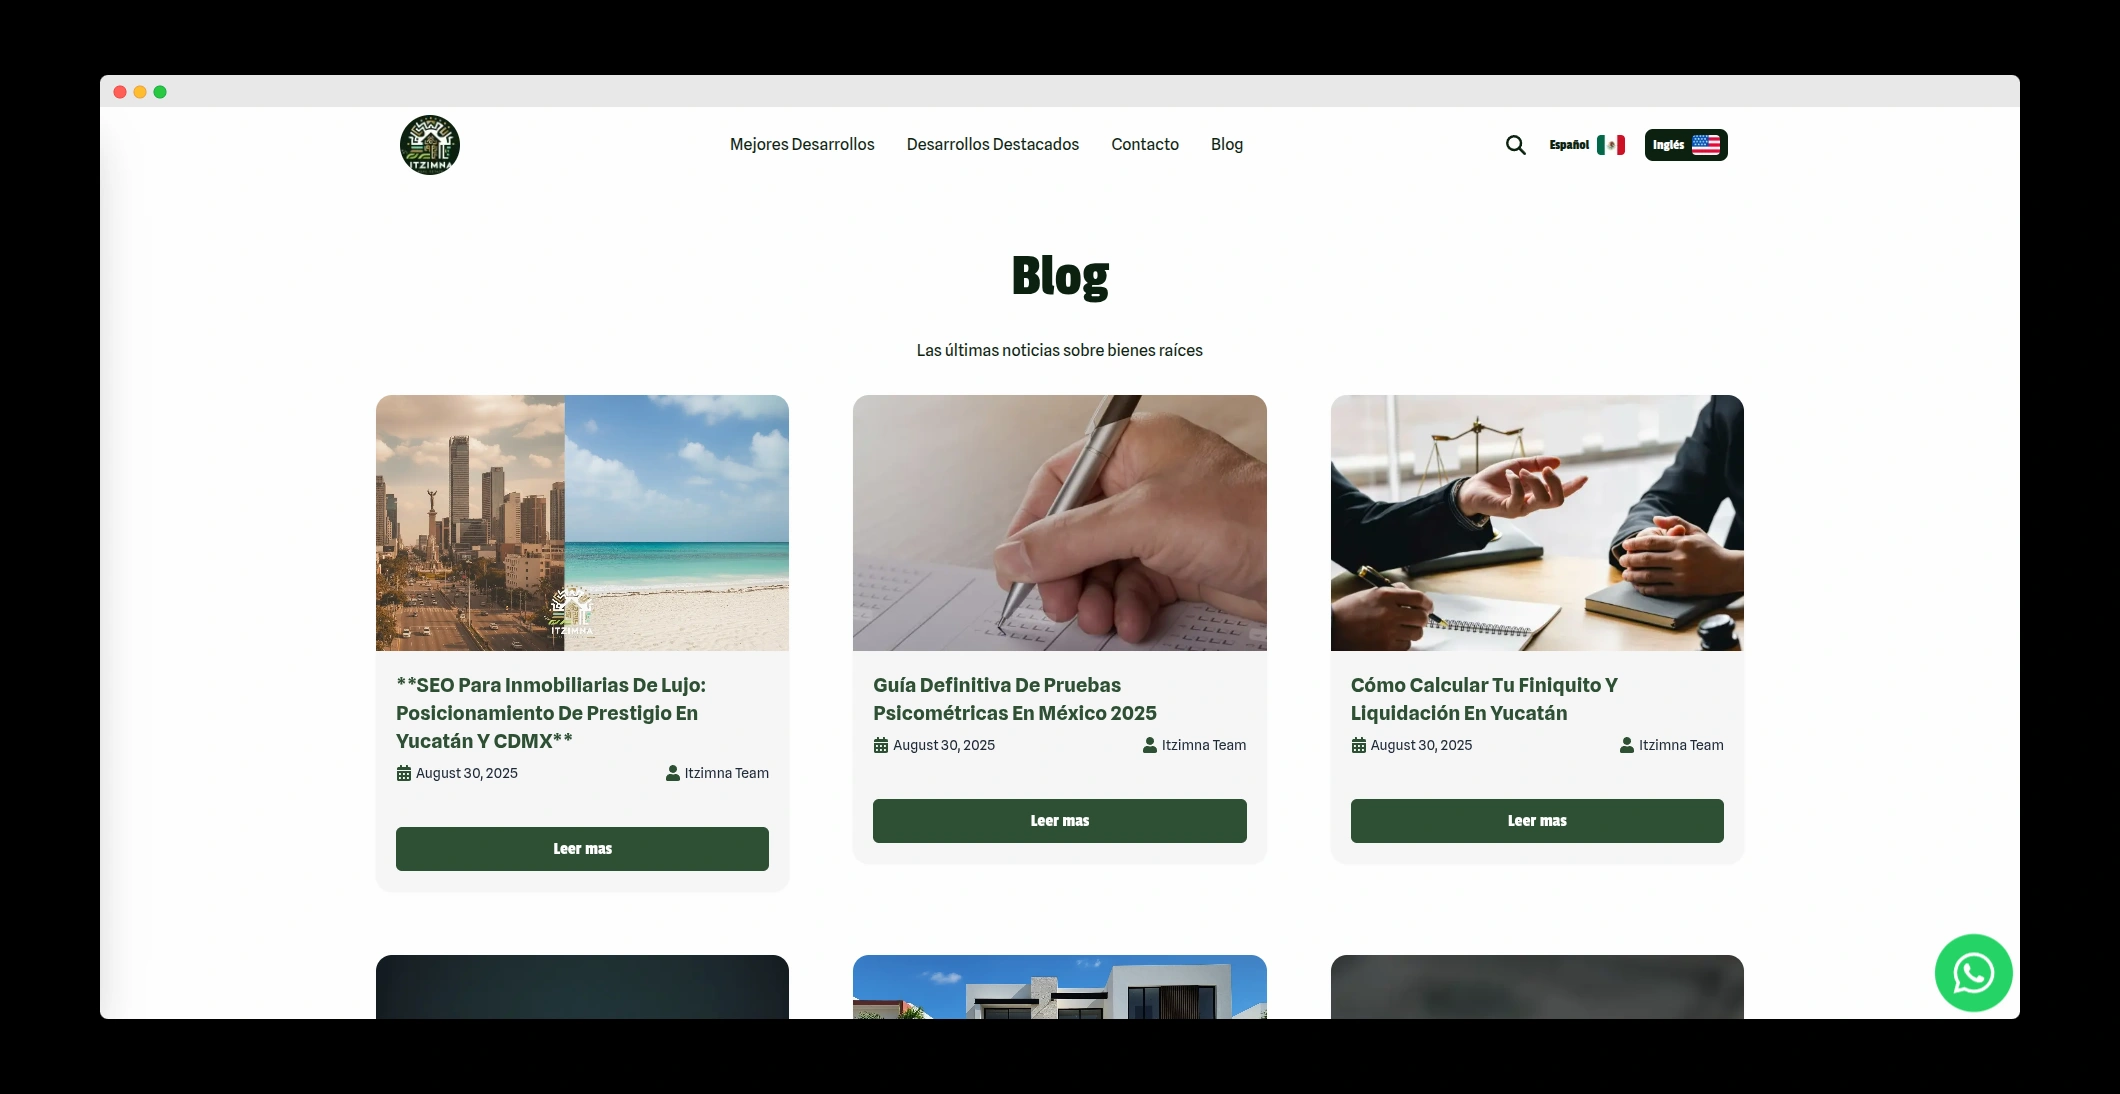 ITZIMNA
Mejores Desarrollos
Desarrollos Destacados
Contacto
Blog
Español
Inglés
Blog
Las últimas noticias sobre bienes raíces
ITZIMNA
**SEO Para Inmobiliarias De Lujo:
Posicionamiento De Prestigio En
Yucatán Y CDMX**
August 30, 2025
Itzimna Team
Leer mas
Guía Definitiva De Pruebas
Psicométricas En México 2025
August 30, 2025
Itzimna Team
Leer mas
Cómo Calcular Tu Finiquito Y
Liquidación En Yucatán
August 30, 2025
Itzimna Team
Leer mas